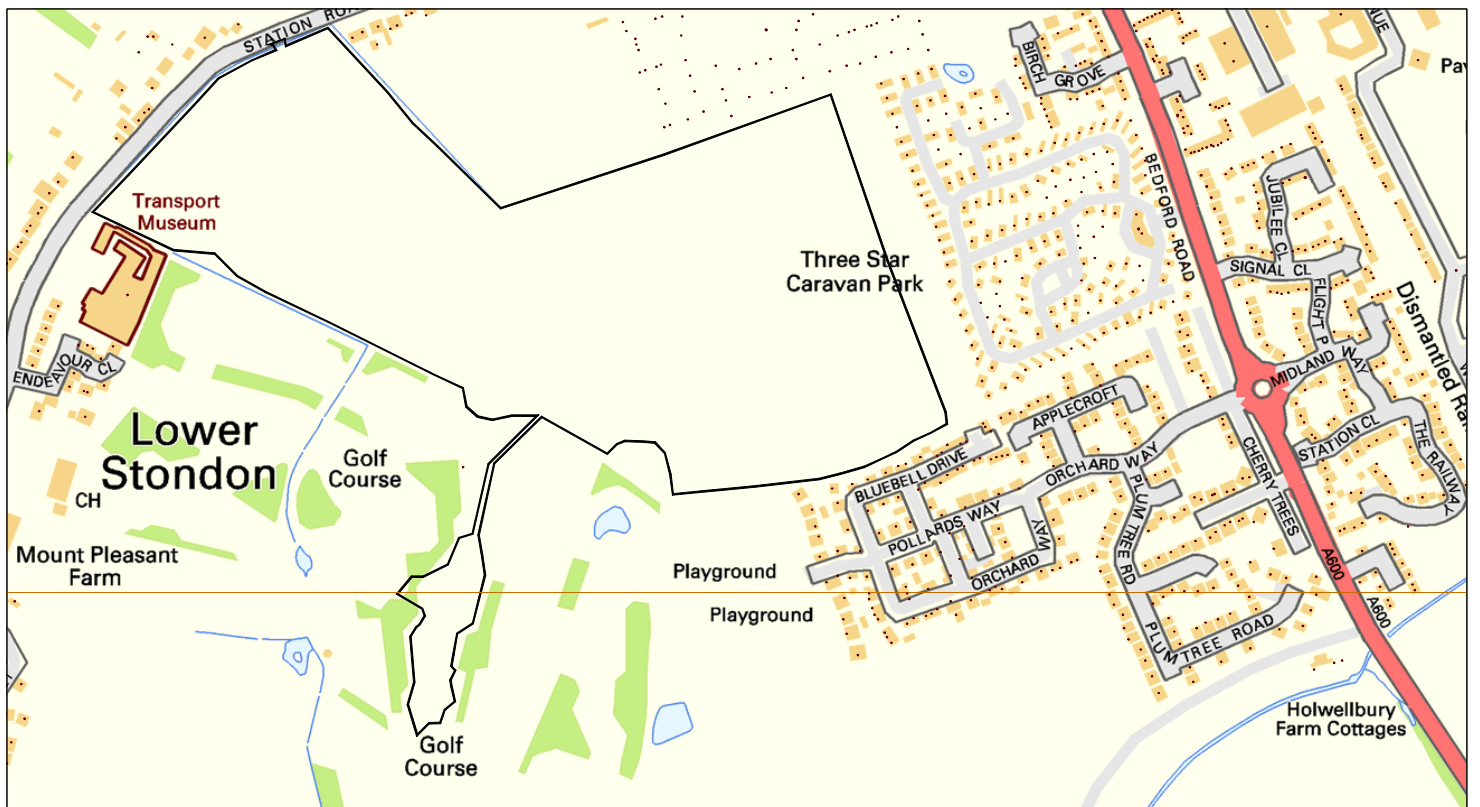 STATION ROA
BIRCH
GROVE
NUE
Pav
Transport
Museum
BEDFORD ROAD
JUBILEE CL
SIGNAL CL
FLIGHT P
Three Star
Caravan Park
Dismantled Ra
ENDEAVOUR CL
MIDLAND WAY
APPLECROFT
Lower
Stondon
Golf
Course
BLUEBELL DRIVE
ORCHARD WAY
STATION CL
THE RAILWAY
CHERRY TREES
CH
POLLARDS WAY
PLUM TREE RD
ORCHARD WAY
Mount Pleasant
Farm
Playground
Playground
A600
A600
PLUM TREE ROAD
Holwellbury
Farm Cottages
Golf
Course